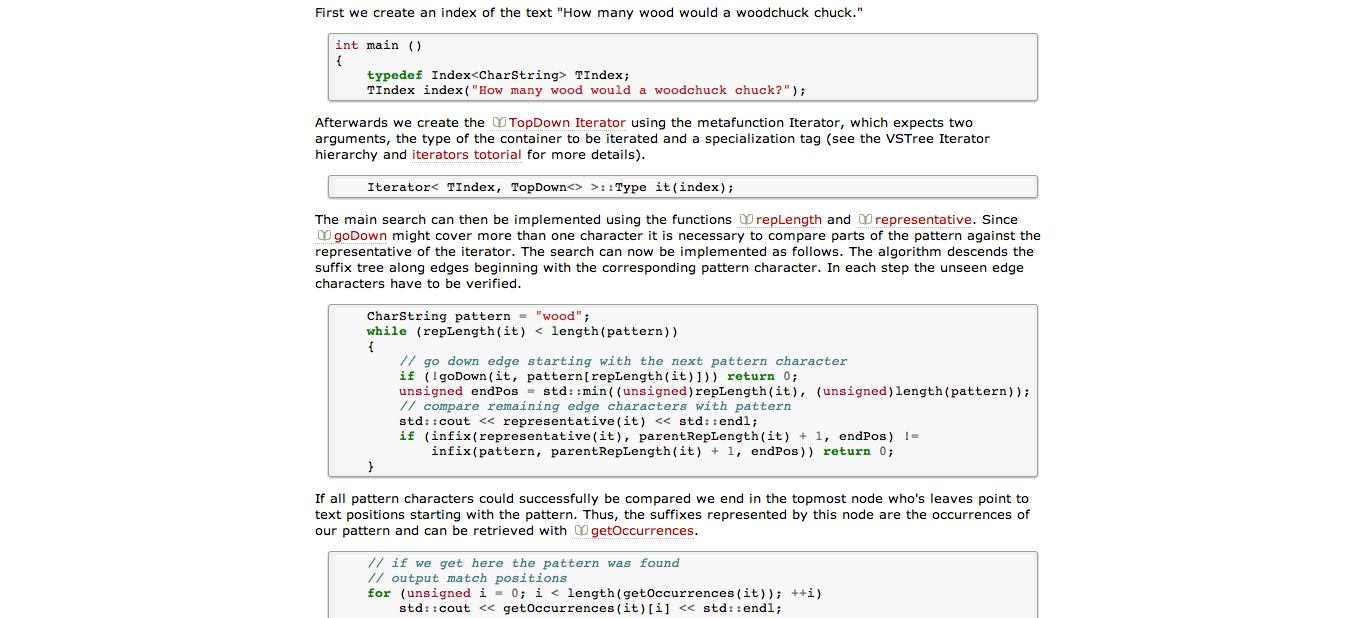 First we create an index of the text "How many wood would a woodchuck chuck."
int main ()
{
    typedef Index<CharString> TIndex;
    TIndex index("How many wood would a woodchuck chuck?");
Afterwards we create the TopDown Iterator using the metafunction Iterator, which expects two
arguments, the type of the container to be iterated and a specialization tag (see the VSTree Iterator
hierarchy and iterators totorial for more details).
    Iterator< TIndex, TopDown<> >::Type it(index);
The main search can then be implemented using the functions repLength and representative. Since
goDown might cover more than one character it is necessary to compare parts of the pattern against the
representative of the iterator. The search can now be implemented as follows. The algorithm descends the
suffix tree along edges beginning with the corresponding pattern character. In each step the unseen edge
characters have to be verified.
    CharString pattern = "wood";
    while (repLength(it) < length(pattern))
    {
        // go down edge starting with the next pattern character
        if (!goDown(it, pattern[repLength(it)])) return 0;
        unsigned endPos = std::min((unsigned)repLength(it), (unsigned)length(pattern));
        // compare remaining edge characters with pattern
        std::cout << representative(it) << std::endl;
        if (infix(representative(it), parentRepLength(it) + 1, endPos) !=
            infix(pattern, parentRepLength(it) + 1, endPos)) return 0;
    }
If all pattern characters could successfully be compared we end in the topmost node who's leaves point to
text positions starting with the pattern. Thus, the suffixes represented by this node are the occurrences of
our pattern and can be retrieved with getOccurrences.
    // if we get here the pattern was found
    // output match positions
    for (unsigned i = 0; i < length(getOccurrences(it)); ++i)
        std::cout << getOccurrences(it)[i] << std::endl;